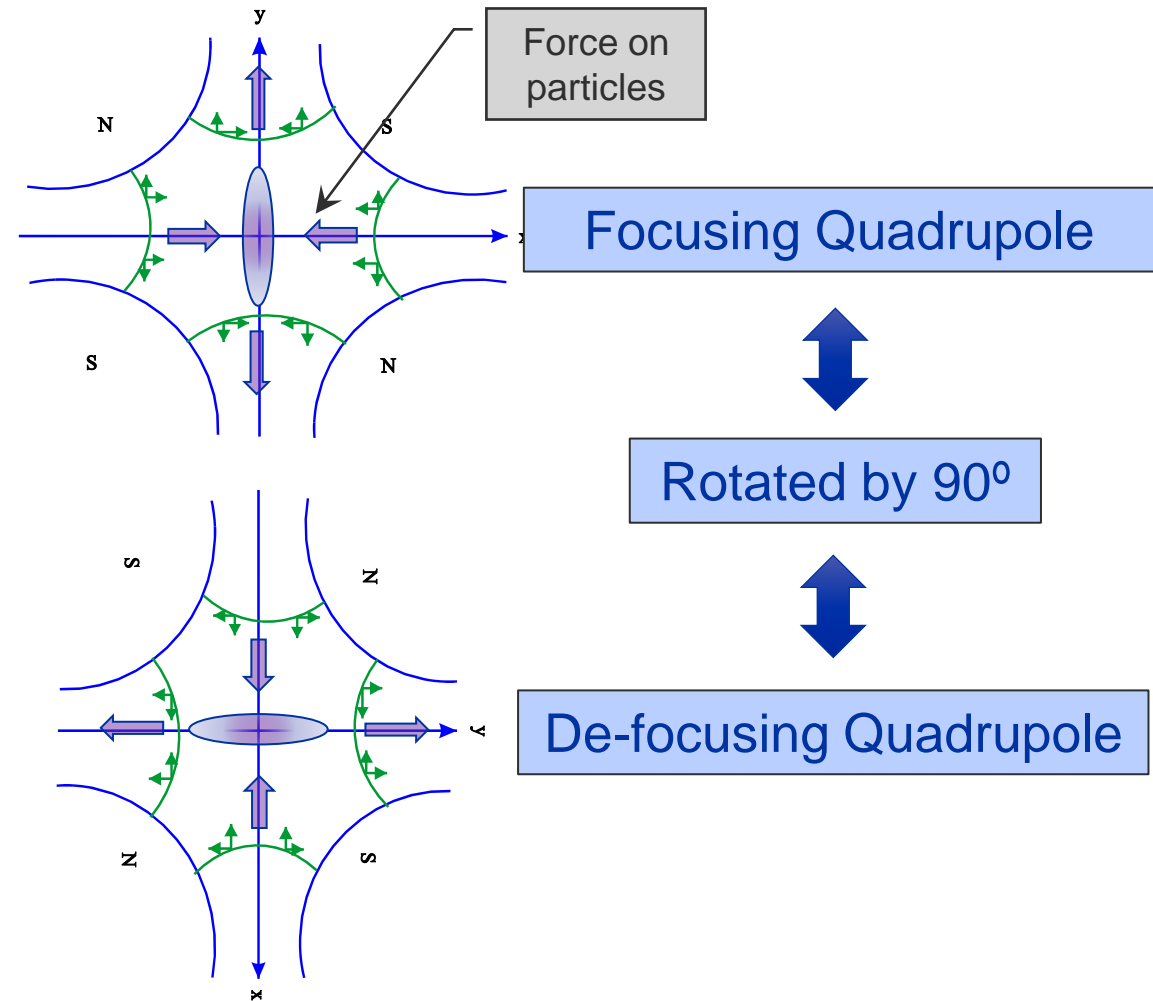 y
Force on
particles
N
S
x
Focusing Quadrupole
S
N
Rotated by 90º
S
N
y
De-focusing Quadrupole
N
S
x